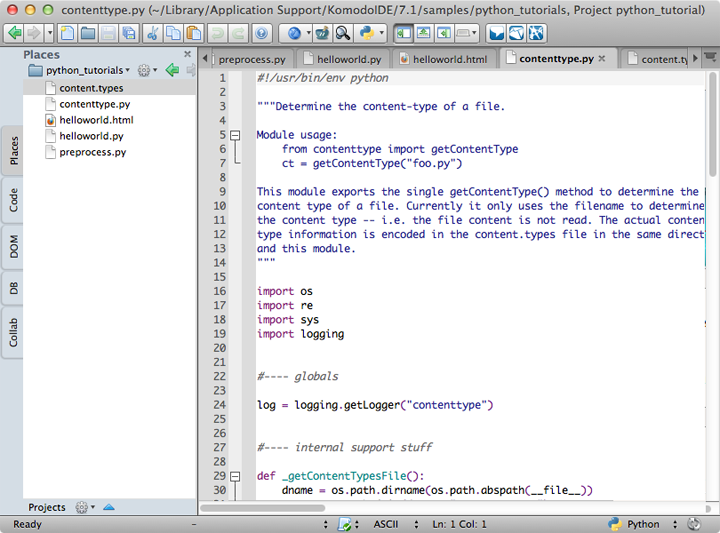 contenttype.py (~/Library/Application Support/KomodoIDE/7.1/samples/python_tutorials, Project python_tutorial)
Places
preprocess.py
helloworld.py
helloworld.html
contenttype.py
content.ty
python_tutorials
content.types
contenttype.py
helloworld.html
helloworld.py
preprocess.py
Places
Code
DOM
DB
Collab
1 #!/usr/bin/env python
2
3 """Determine the content-type of a file.
4
5 Module usage:
6 from contenttype import getContentType
7 ct = getContentType("foo.py")
8
9 This module exports the single getContentType() method to determine the
10 content type of a file. Currently it only uses the filename to determine
11 the content type -- i.e. the file content is not read. The actual conten
12 type information is encoded in the content.types file in the same direct
13 and this module.
14 """
15
16 import os
17 import re
18 import sys
19 import logging
20
21
22 #---- globals
23
24 log = logging.getLogger("contenttype")
25
26
27 #---- internal support stuff
28
29 def _getContentTypesFile():
30 dname = os.path.dirname(os.path.abspath(__file__))
Projects
Ready
-
ASCII
Ln: 1 Col: 1
Python